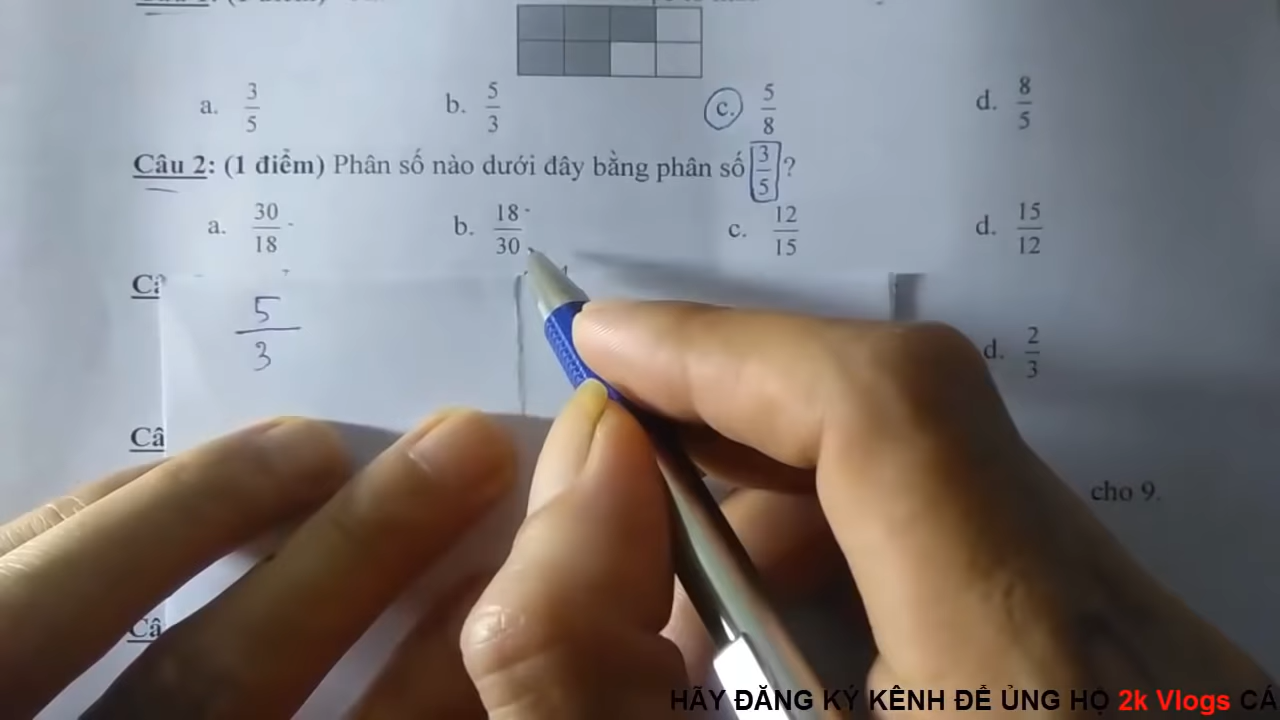 a. 3/5 b. 5/3 c. 5/8 d. 8/5
Câu 2: (1 điểm) Phân số nào dưới đây bằng phân số 3/5 ?
a. 30/18 b. 18/30 c. 12/15 d. 15/12
5/3
d. 2/3
cho 9.
HÃY ĐĂNG KÝ KÊNH ĐỂ ỦNG HỘ 2k Vlogs CÁ